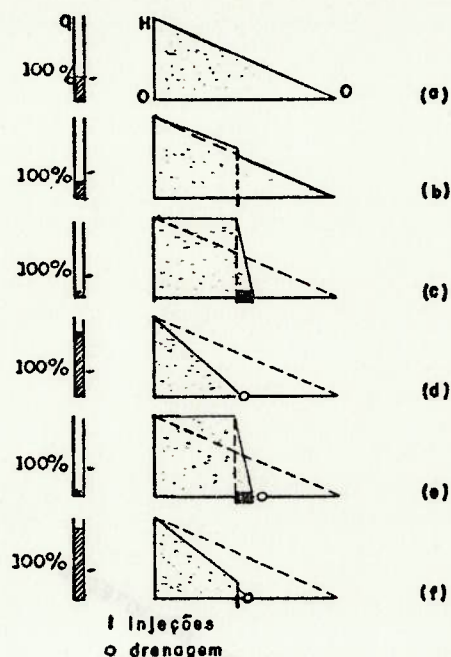 q H
100% O O (a)
100% (b)
100% (c)
100% (d)
100% (e)
100% (f)
I Injeções
o drenagem